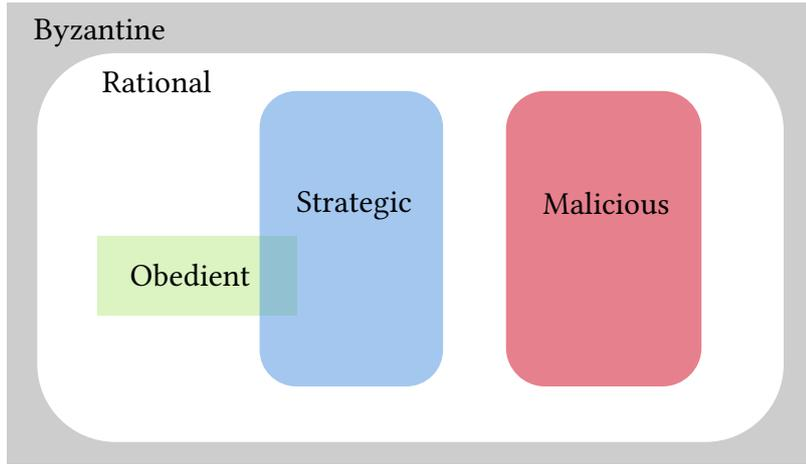 Byzantine
Rational
Strategic
Malicious
Obedient